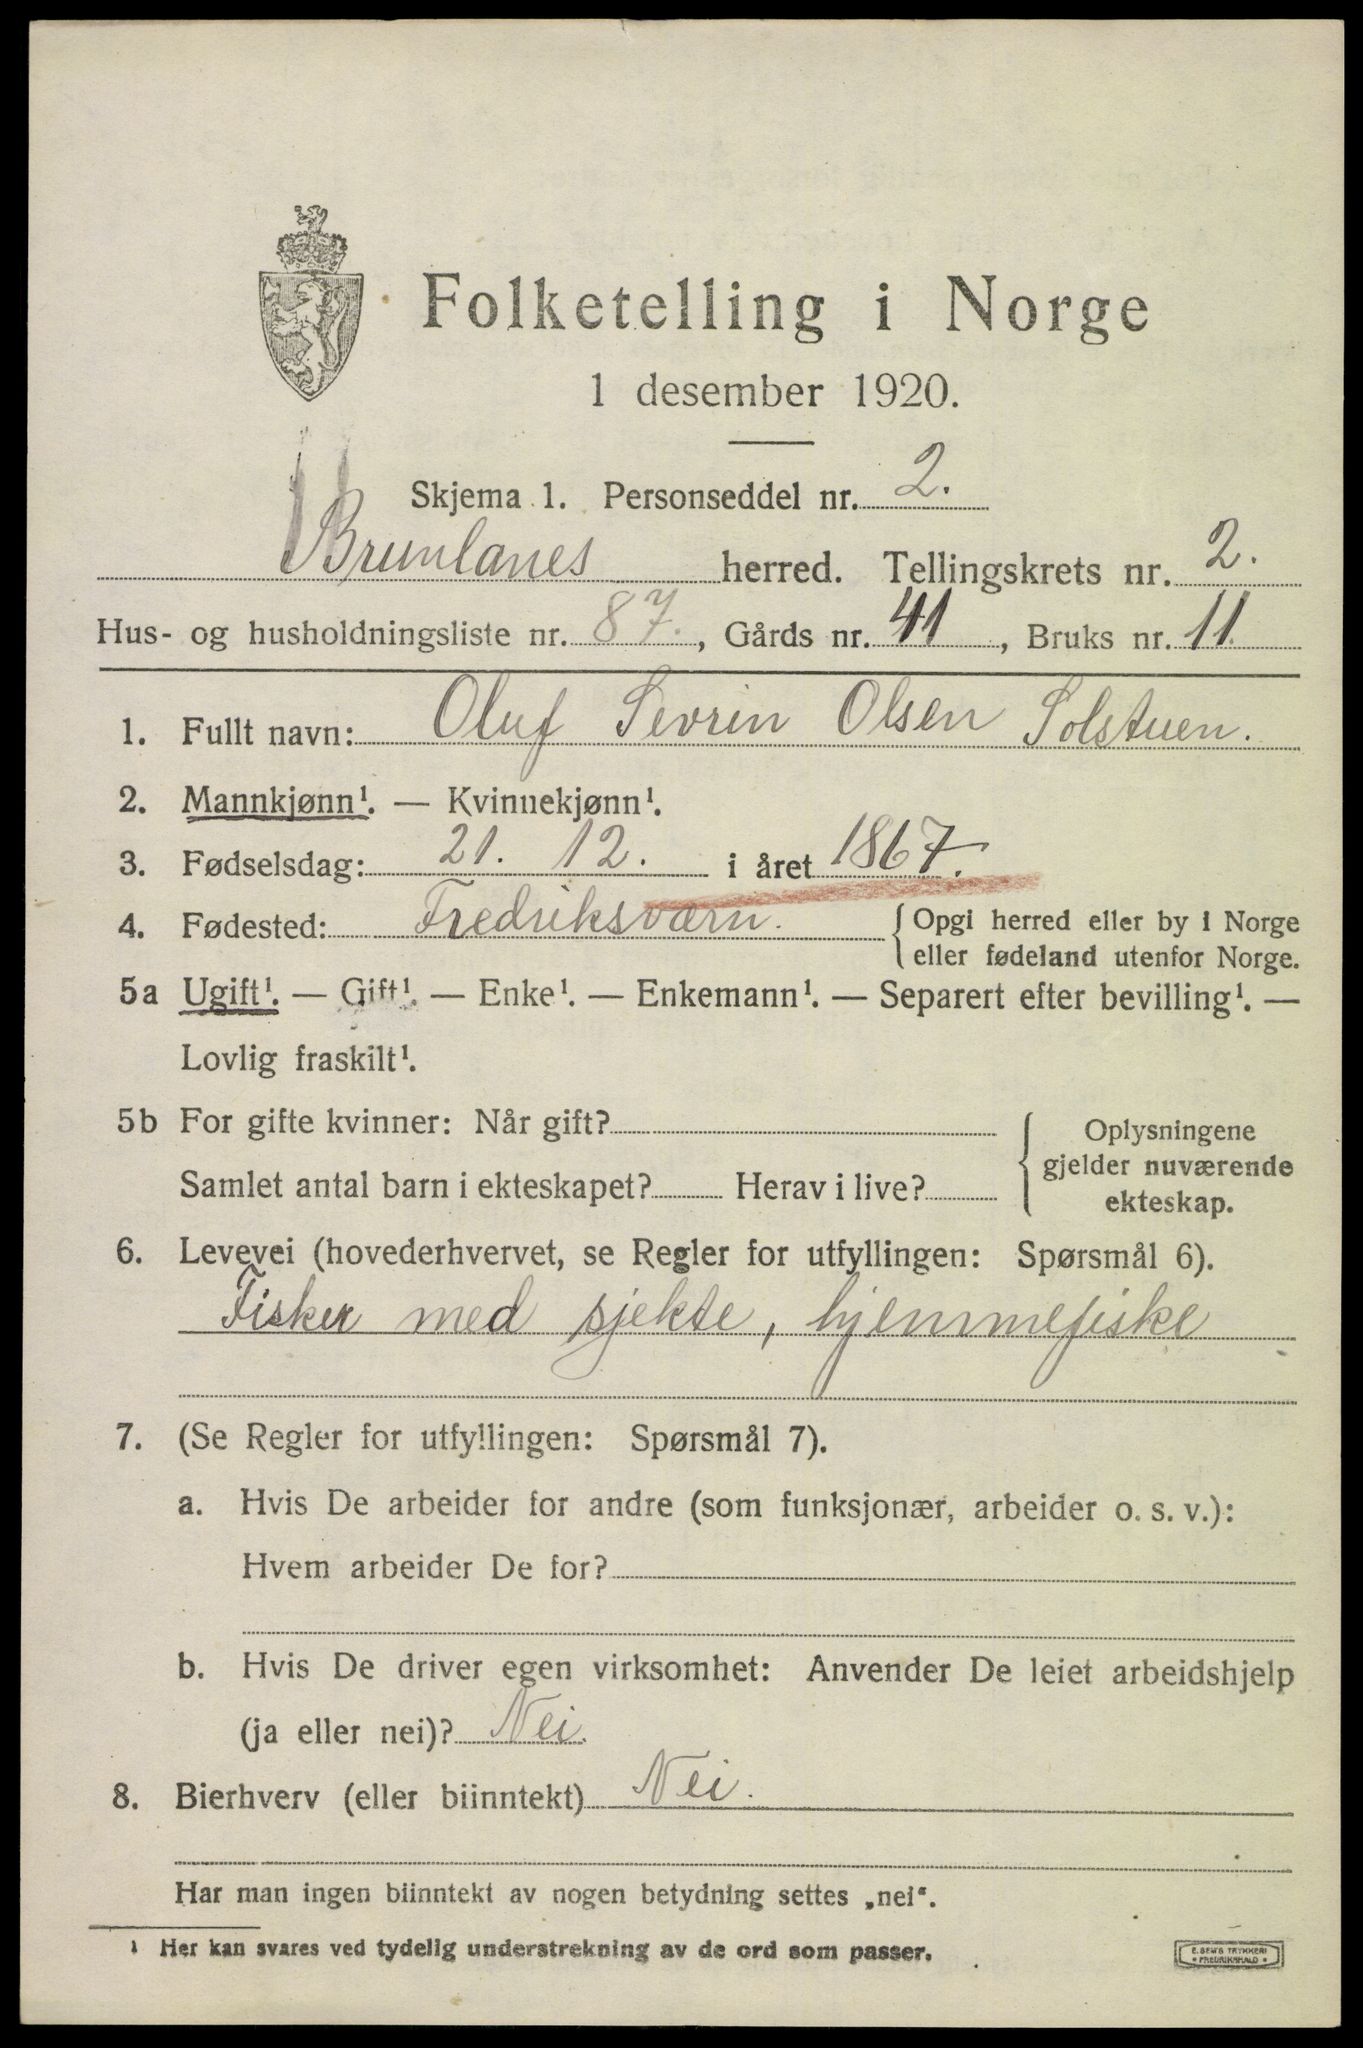 Folketelling i Norge
1 desember 1920.
Skjema 1. Personseddel nr. 2.
Brunlanes herred. Tellingskrets nr. 2.
Hus- og husholdningsliste nr. 87., Gårds nr. 41, Bruks nr. 11.
1. Fullt navn: Oluf Sevrin Olsen Solstuen.
2. Mannkjønn¹. — Kvinnekjønn¹.
3. Fødselsdag: 21. 12. i året 1867.
4. Fødested: Fredriksværn. { Opgi herred eller by i Norge
eller fødeland utenfor Norge.
5a Ugift¹. — Gift¹. — Enke¹. — Enkemann¹. — Separert efter bevilling¹. —
Lovlig fraskilt¹.
5b For gifte kvinner: Når gift?
Samlet antal barn i ekteskapet? Herav i live?
{ Oplysningene
gjelder nuværende
ekteskap.
6. Levevei (hovederhvervet, se Regler for utfyllingen: Spørsmål 6).
Fisker med sjekte, hjemmefiske
7. (Se Regler for utfyllingen: Spørsmål 7).
a. Hvis De arbeider for andre (som funksjonær, arbeider o. s. v.):
Hvem arbeider De for?
b. Hvis De driver egen virksomhet: Anvender De leiet arbeidshjelp
(ja eller nei)? Nei.
8. Bierhverv (eller biinntekt) Nei.
Har man ingen biinntekt av nogen betydning settes „nei“.
¹ Her kan svares ved tydelig understrekning av de ord som passer.
E. SEM'S TRYKKERI
• FREDRIKSHALD •